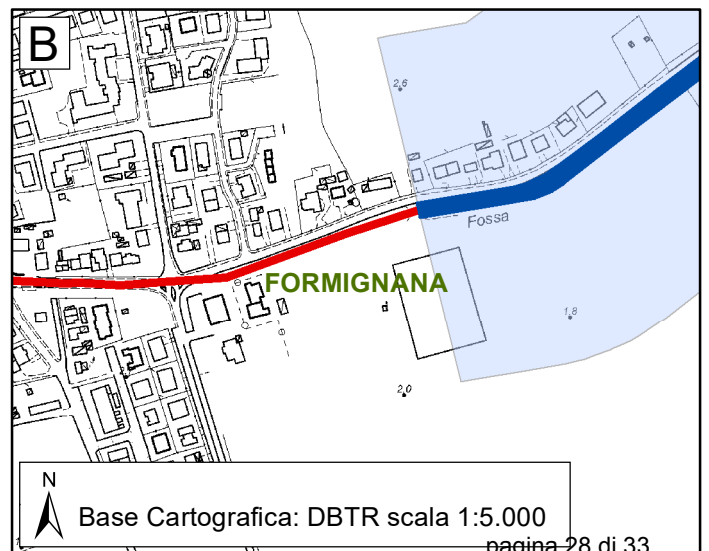 B
2,6
Fossa
FORMIGNANA
1,8
2,0
N
Base Cartografica: DBTR scala 1:5.000
pagina 28 di 33